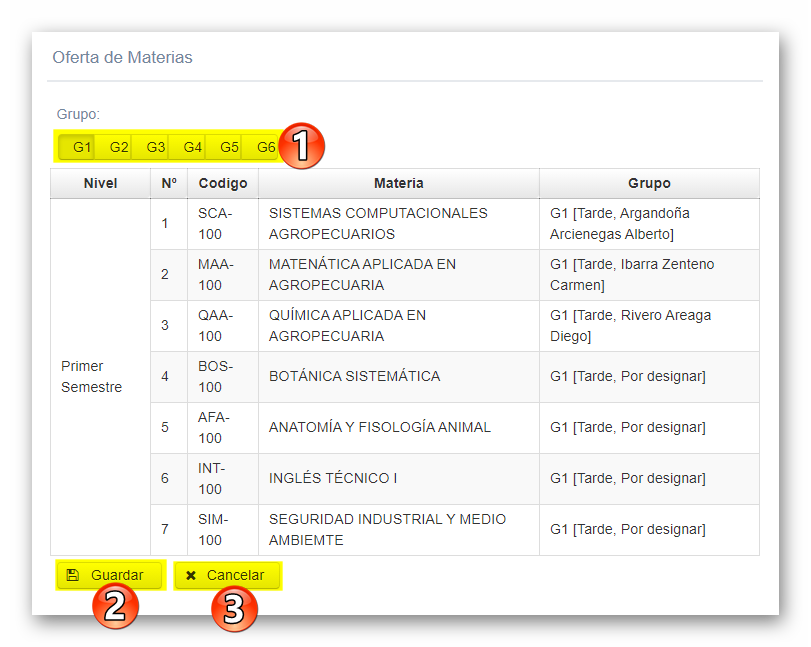 Oferta de Materias
Grupo:
G1 G2 G3 G4 G5 G6 1
Nivel Nº Codigo Materia Grupo
Primer
Semestre
1
SCA-
100
SISTEMAS COMPUTACIONALES
AGROPECUARIOS
G1 [Tarde, Argandoña
Arcienegas Alberto]
2
MAA-
100
MATENÁTICA APLICADA EN
AGROPECUARIA
G1 [Tarde, Ibarra Zenteno
Carmen]
3
QAA-
100
QUÍMICA APLICADA EN
AGROPECUARIA
G1 [Tarde, Rivero Areaga
Diego]
4
BOS-
100
BOTÁNICA SISTEMÁTICA
G1 [Tarde, Por designar]
5
AFA-
100
ANATOMÍA Y FISOLOGÍA ANIMAL
G1 [Tarde, Por designar]
6
INT-
100
INGLÉS TÉCNICO I
G1 [Tarde, Por designar]
7
SIM-
100
SEGURIDAD INDUSTRIAL Y MEDIO
AMBIEMTE
G1 [Tarde, Por designar]
Guardar Cancelar
2 3